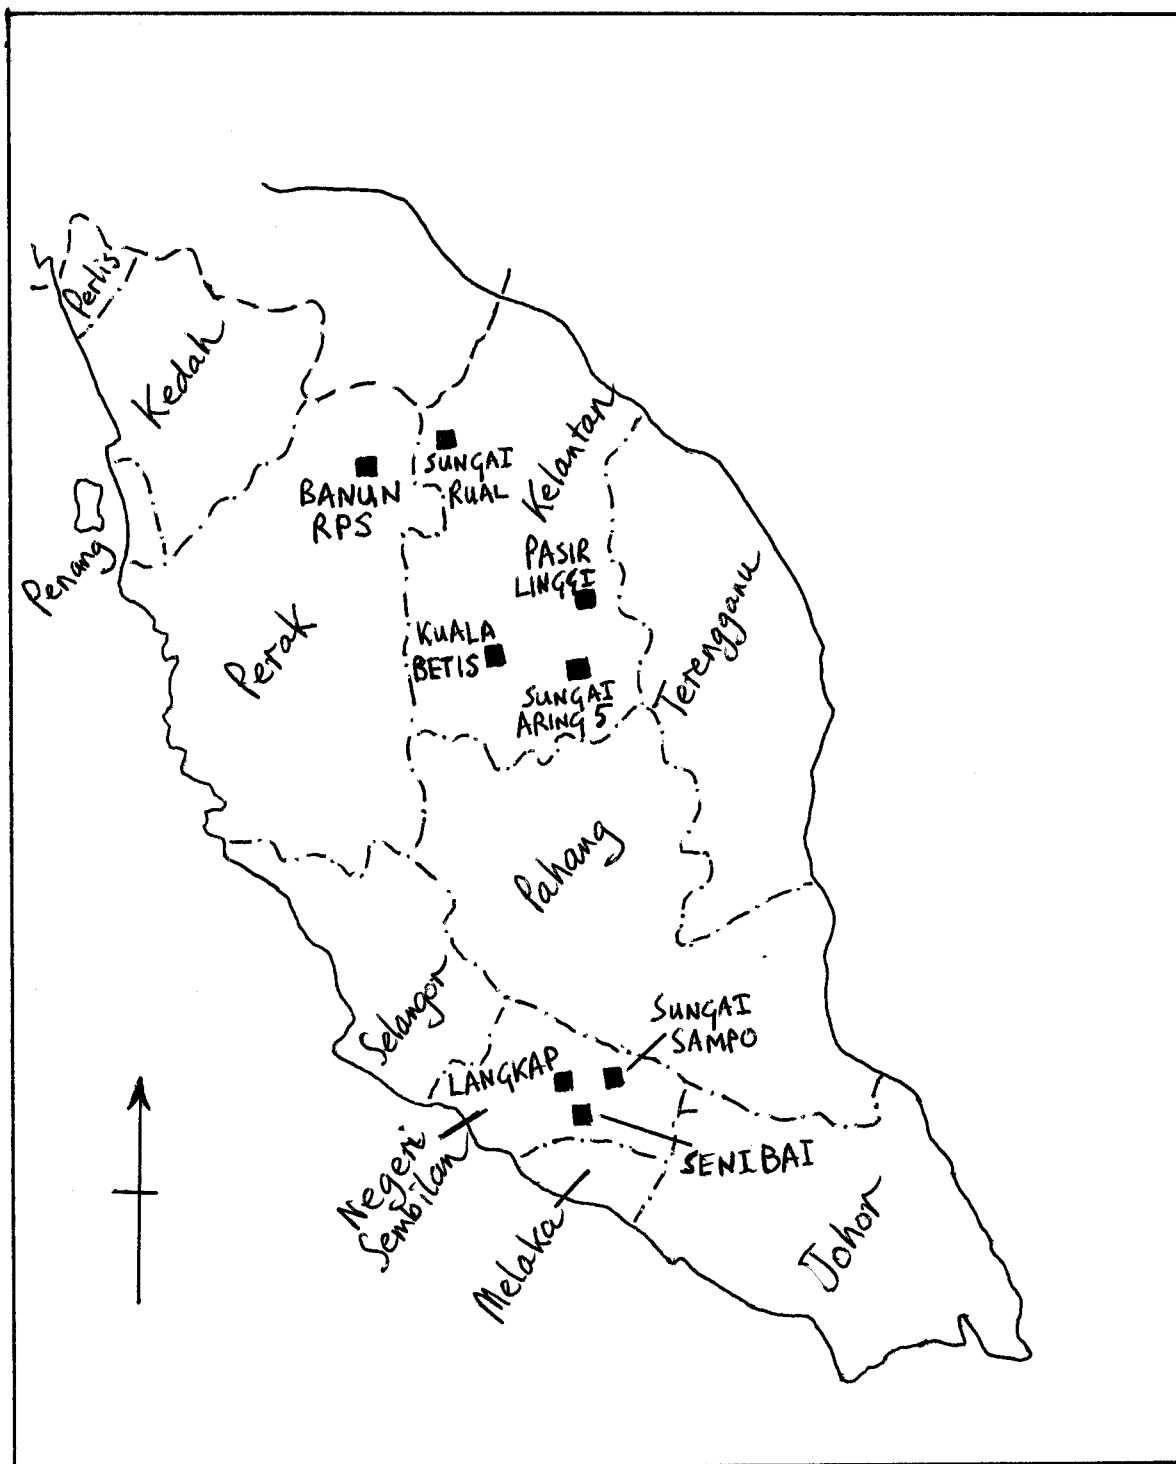 Perlis
Kedah
Kelantan
SUNGAI
RUAL
BANUN
RPS
Penang
PASIR
LINGGI
Terengganu
Perak
KUALA
BETIS
SUNGAI
ARING 5
Pahang
Selangor
SUNGAI
SAMPO
LANGKAP
SENIBAI
Negeri
Sembilan
Melaka
Johor